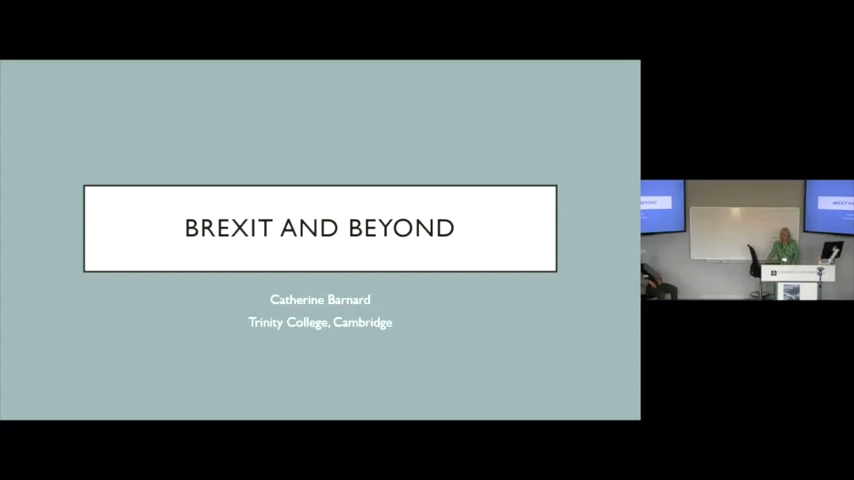 BREXIT AND BEYOND
Catherine Barnard
Trinity College, Cambridge